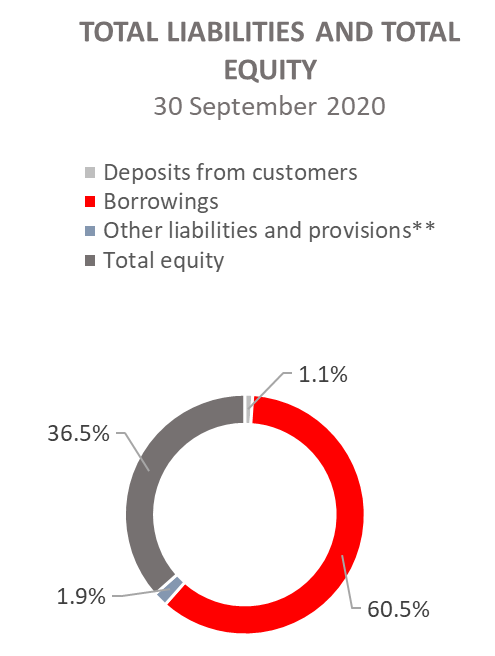 TOTAL LIABILITIES AND TOTAL
EQUITY
30 September 2020
Deposits from customers
Borrowings
Other liabilities and provisions**
Total equity
1.1%
36.5%
1.9%
60.5%